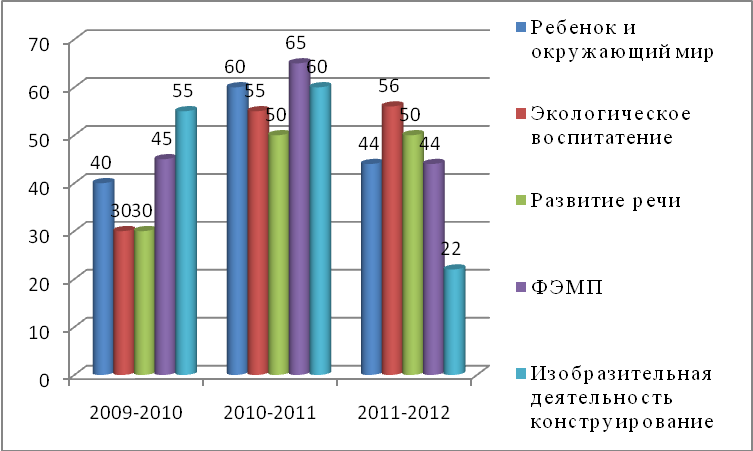 70
60
50
40
30
20
10
0
40
30
30
45
55
60
55
50
65
60
44
56
50
44
22
2009-2010
2010-2011
2011-2012
Ребенок и
окружающий мир
Экологическое
воспитатение
Развитие речи
ФЭМП
Изобразительная
деятельность
конструирование